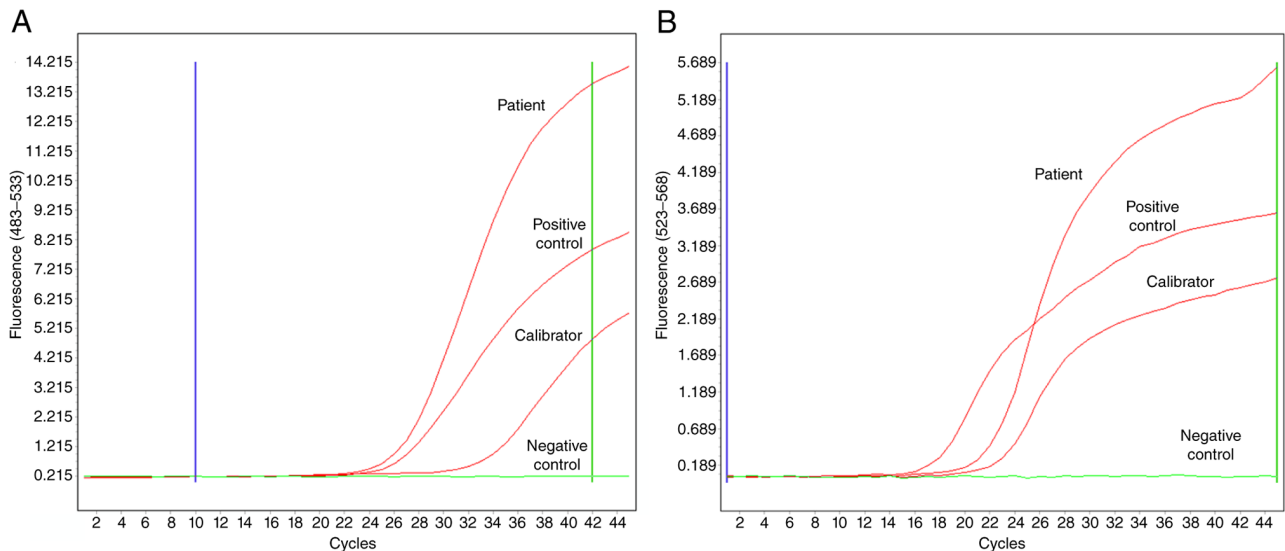 A
14.215
13.215
12.215
11.215
10.215
9.215
8.215
7.215
6.215
5.215
4.215
3.215
2.215
1.215
0.215
Fluorescence (483–533)
Patient
Positive
control
Calibrator
Negative
control
2 4 6 8 10 12 14 16 18 20 22 24 26 28 30 32 34 36 38 40 42 44
Cycles
B
5.689
5.189
4.689
4.189
3.689
3.189
2.689
2.189
1.689
1.189
0.689
0.189
Fluorescence (523–568)
Patient
Positive
control
Calibrator
Negative
control
2 4 6 8 10 12 14 16 18 20 22 24 26 28 30 32 34 36 38 40 42 44
Cycles